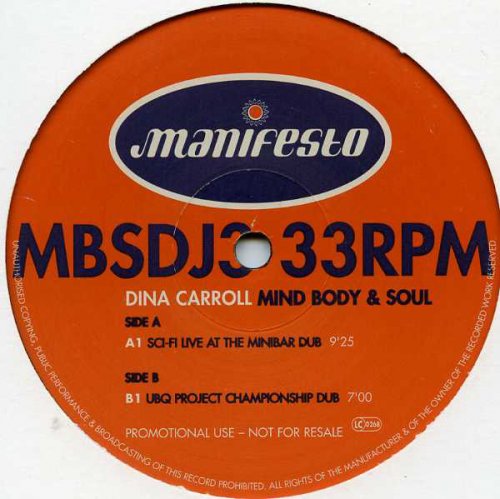 manifesto
MBSDJ3 33RPM
DINA CARROLL MIND BODY & SOUL
SIDE A
A1 SCI-FI LIVE AT THE MINIBAR DUB 9'25
SIDE B
B1 UBQ PROJECT CHAMPIONSHIP DUB 7'00
LC 0268
PROMOTIONAL USE – NOT FOR RESALE
UNAUTHORISED COPYING, PUBLIC PERFORMANCE & BROADCASTING OF THIS RECORD PROHIBITED. ALL RIGHTS OF THE MANUFACTURER & OF THE OWNER OF THE RECORDED WORK RESERVED